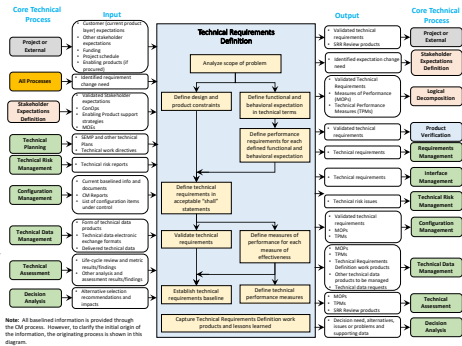 Core Technical
Process
Input
Output
Core Technical
Process
Project or
External
Customer (current product
layer) expectations
Other stakeholder
expectations
Funding
Project schedule
Enabling products (if
procured)
All Processes
Identified requirement
change need
Stakeholder
Expectations
Definition
Validated stakeholder
expectations
ConOps
Enabling Product support
strategies
MOEs
Technical
Planning
SEMP and other technical
Plans
Technical work directives
Technical Risk
Management
Technical risk reports
Configuration
Management
Current baselined info and
documents
CM Reports
List of configuration items
under control
Technical Data
Management
Form of technical data
products
Technical data electronic
exchange formats
Delivered technical data
Technical
Assessment
Life-cycle review and metric
results/findings
Other analysis and
assessment results/findings
Decision
Analysis
Alternative selection
recommendations and
impacts
Technical Requirements
Definition
Analyze scope of problem
Define design and
product constraints
Define functional and
behavioral expectation
in technical terms
Define performance
requirements for each
defined functional and
behavioral expectation
Define technical
requirements in
acceptable "shall"
statements
Validate technical
requirements
Define measures of
performance for each
measure of
effectiveness
Establish technical
requirements baseline
Define technical
performance measures
Capture Technical Requirements Definition work
products and lessons learned
Validated technical
requirements
SRR Review products
Project or
External
Identified expectation change
need
Stakeholder
Expectations Definition
Validated Technical
Requirements
Measures of Performance
(MOPs)
Technical Performance
Measures (TPMs)
Logical
Decomposition
Validated technical
requirements
Product
Verification
Technical requirements
Requirements
Management
Technical requirements
Interface
Management
Technical risk issues
Technical Risk
Management
Validated technical
requirements
MOPs
TPMs
Configuration
Management
MOPs
TPMs
Technical Requirements
Definition work products
Other technical products
to be managed
Technical data requests
Technical Data
Management
MOPs
TPMs
SRR Review Products
Technical
Assessment
Decision need, alternatives,
issues or problems and
supporting data
Decision
Analysis
Note: All baselined information is provided through
the CM process. However, to clarify the initial origin of
the information, the originating process is shown in this
diagram.